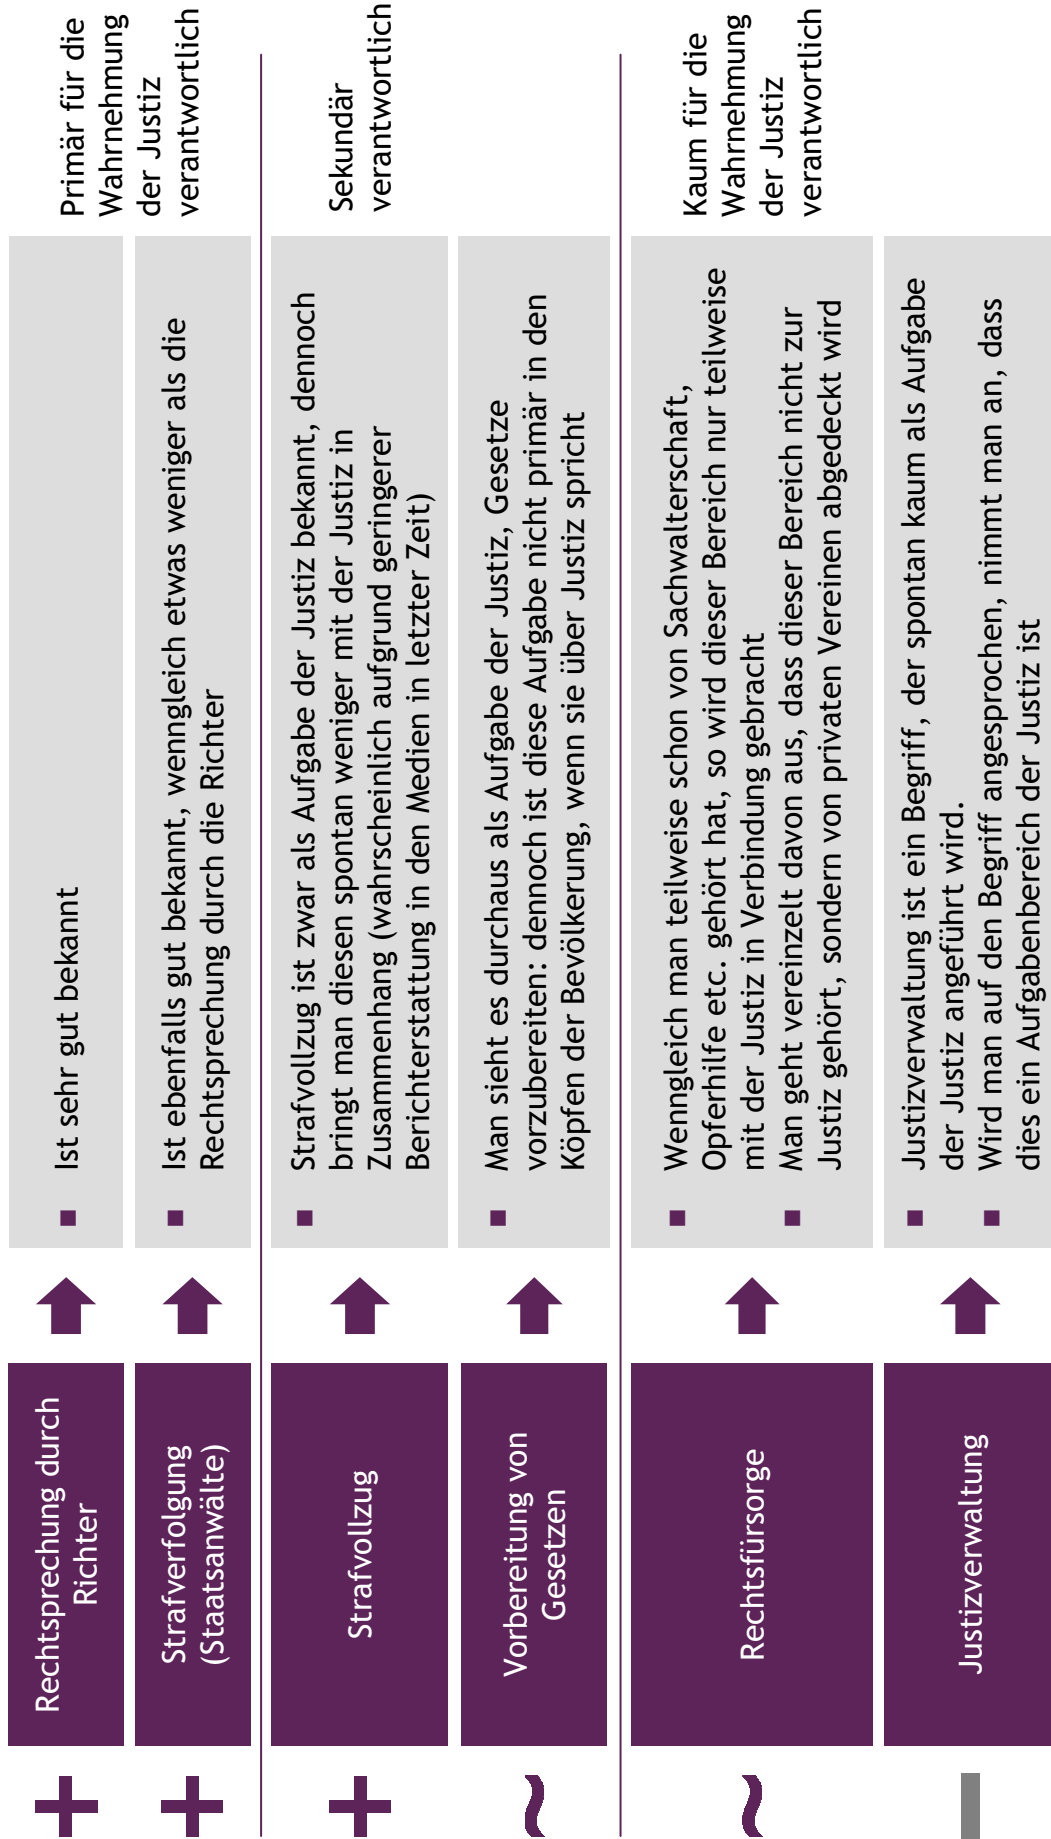 +
Rechtsprechung durch
Richter
Ist sehr gut bekannt
Primär für die
Wahrnehmung
der Justiz
verantwortlich
+
Strafverfolgung
(Staatsanwälte)
Ist ebenfalls gut bekannt, wenngleich etwas weniger als die
Rechtsprechung durch die Richter
+
Strafvollzug
Strafvollzug ist zwar als Aufgabe der Justiz bekannt, dennoch
bringt man diesen spontan weniger mit der Justiz in
Zusammenhang (wahrscheinlich aufgrund geringerer
Berichterstattung in den Medien in letzter Zeit)
Sekundär
verantwortlich
~
Vorbereitung von
Gesetzen
Man sieht es durchaus als Aufgabe der Justiz, Gesetze
vorzubereiten: dennoch ist diese Aufgabe nicht primär in den
Köpfen der Bevölkerung, wenn sie über Justiz spricht
~
Rechtsfürsorge
Wenngleich man teilweise schon von Sachwalterschaft,
Opferhilfe etc. gehört hat, so wird dieser Bereich nur teilweise
mit der Justiz in Verbindung gebracht
Man geht vereinzelt davon aus, dass dieser Bereich nicht zur
Justiz gehört, sondern von privaten Vereinen abgedeckt wird
Kaum für die
Wahrnehmung
der Justiz
verantwortlich
–
Justizverwaltung
Justizverwaltung ist ein Begriff, der spontan kaum als Aufgabe
der Justiz angeführt wird.
Wird man auf den Begriff angesprochen, nimmt man an, dass
dies ein Aufgabenbereich der Justiz ist